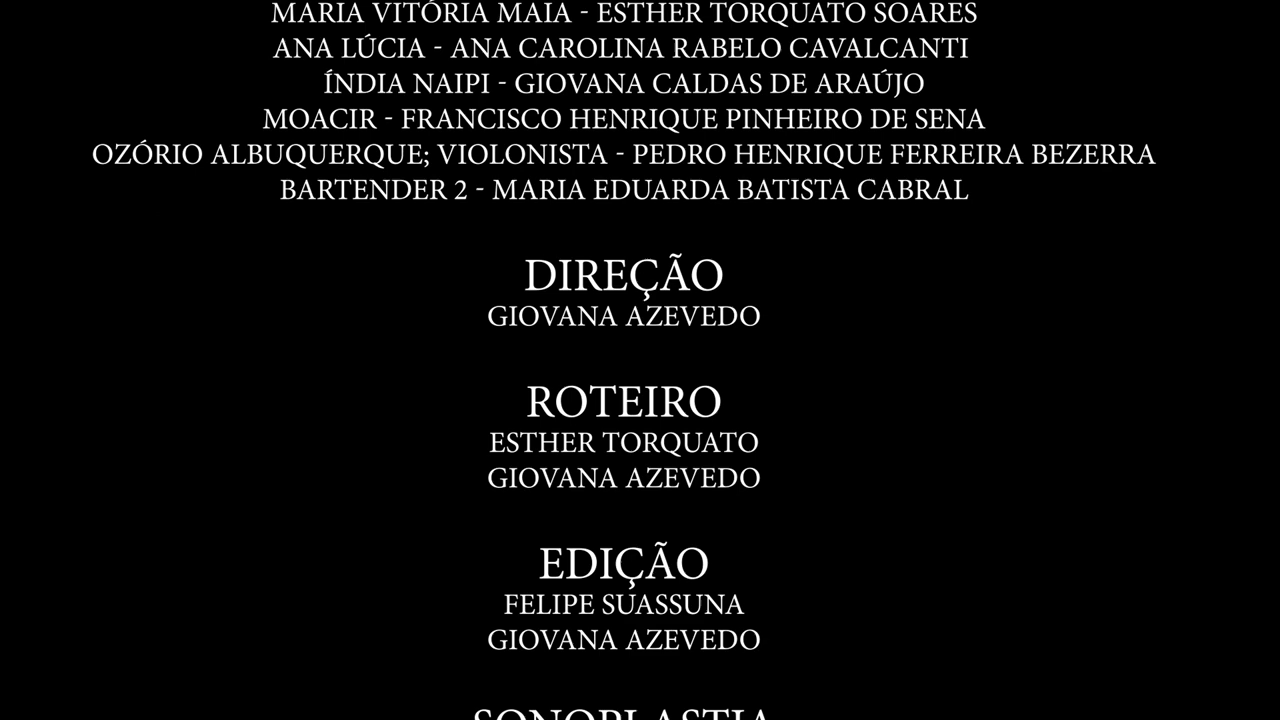 MARIA VITÓRIA MAIA - ESTHER TORQUATO SOARES
ANA LÚCIA - ANA CAROLINA RABELO CAVALCANTI
ÍNDIA NAIPI - GIOVANA CALDAS DE ARAÚJO
MOACIR - FRANCISCO HENRIQUE PINHEIRO DE SENA
OZÓRIO ALBUQUERQUE; VIOLONISTA - PEDRO HENRIQUE FERREIRA BEZERRA
BARTENDER 2 - MARIA EDUARDA BATISTA CABRAL
DIREÇÃO
GIOVANA AZEVEDO
ROTEIRO
ESTHER TORQUATO
GIOVANA AZEVEDO
EDIÇÃO
FELIPE SUASSUNA
GIOVANA AZEVEDO
SONOPLASTIA